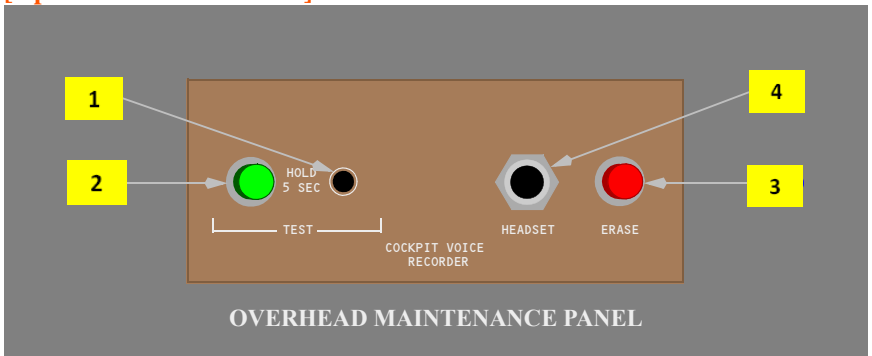 1
4
2
HOLD
5 SEC
3
TEST
HEADSET
ERASE
COCKPIT VOICE
RECORDER
OVERHEAD MAINTENANCE PANEL